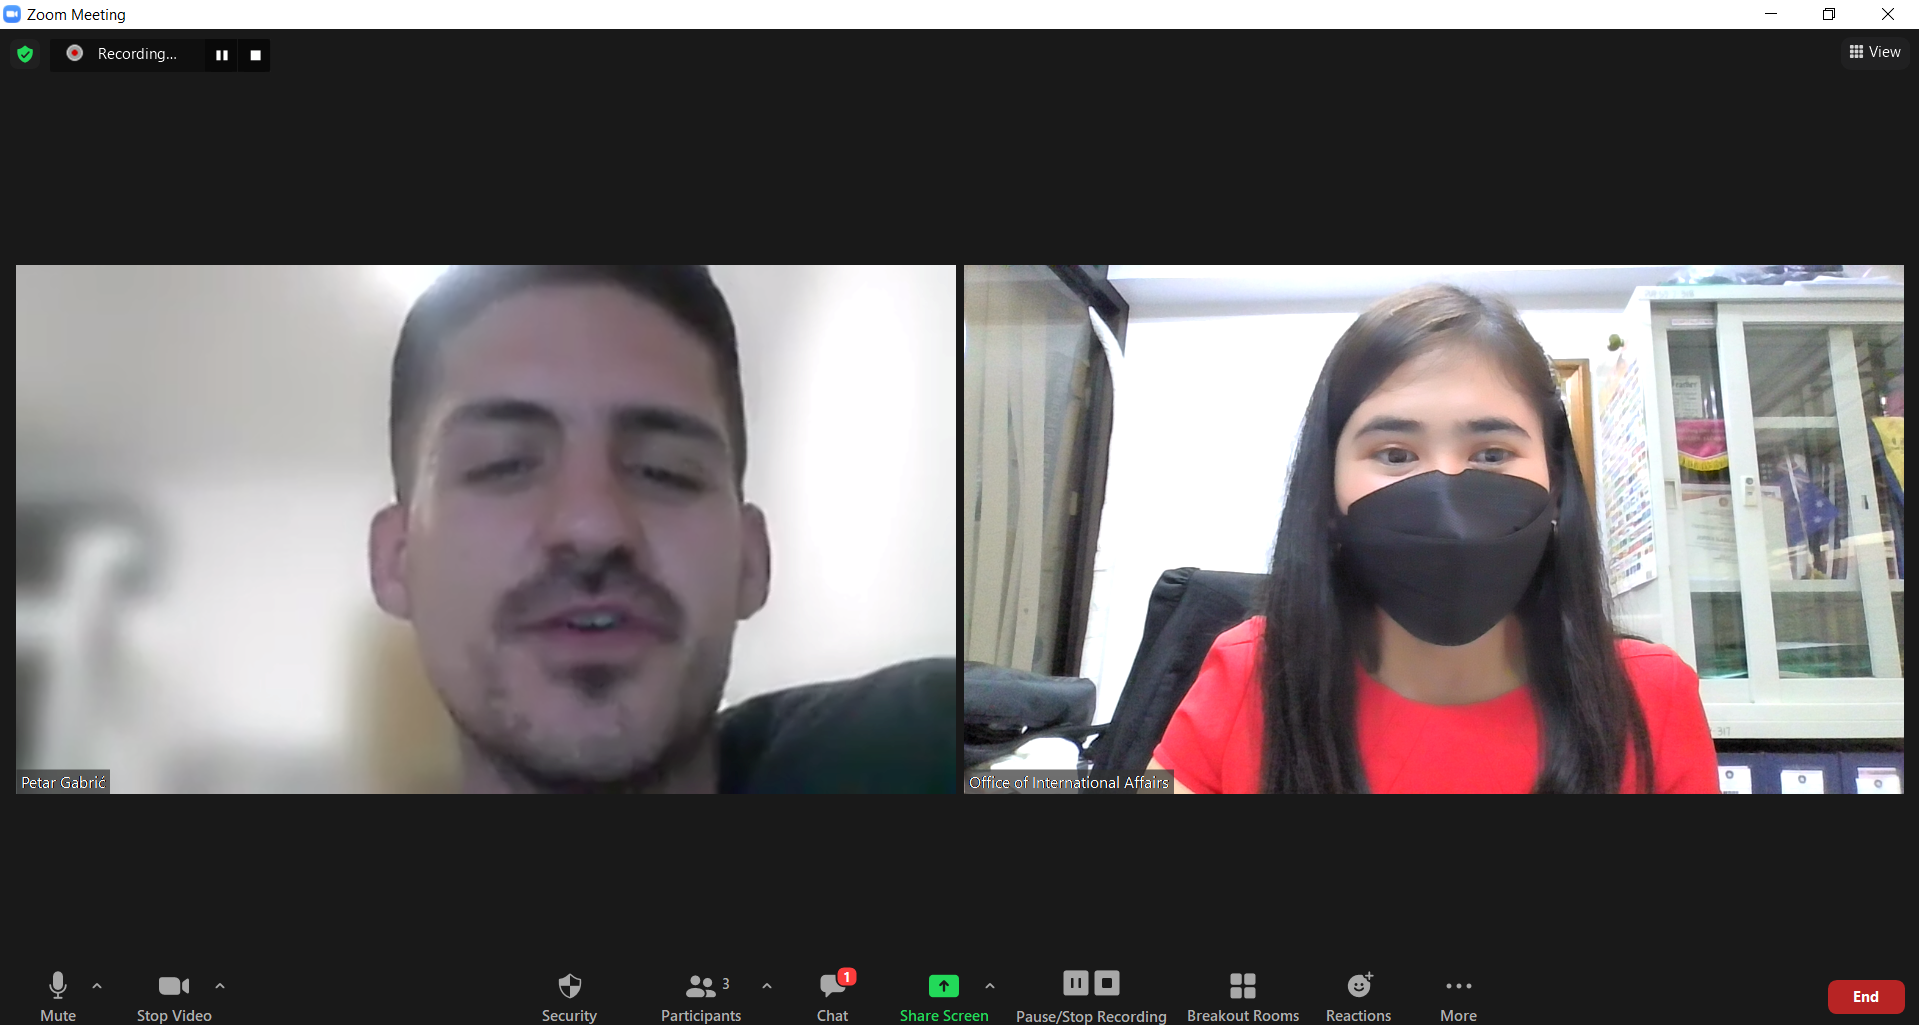 Zoom Meeting
Recording...
View
Petar Gabrić
Office of International Affairs
Mute
Stop Video
Security
Participants
3
Chat
1
Share Screen
Pause/Stop Recording
Breakout Rooms
Reactions
More
End